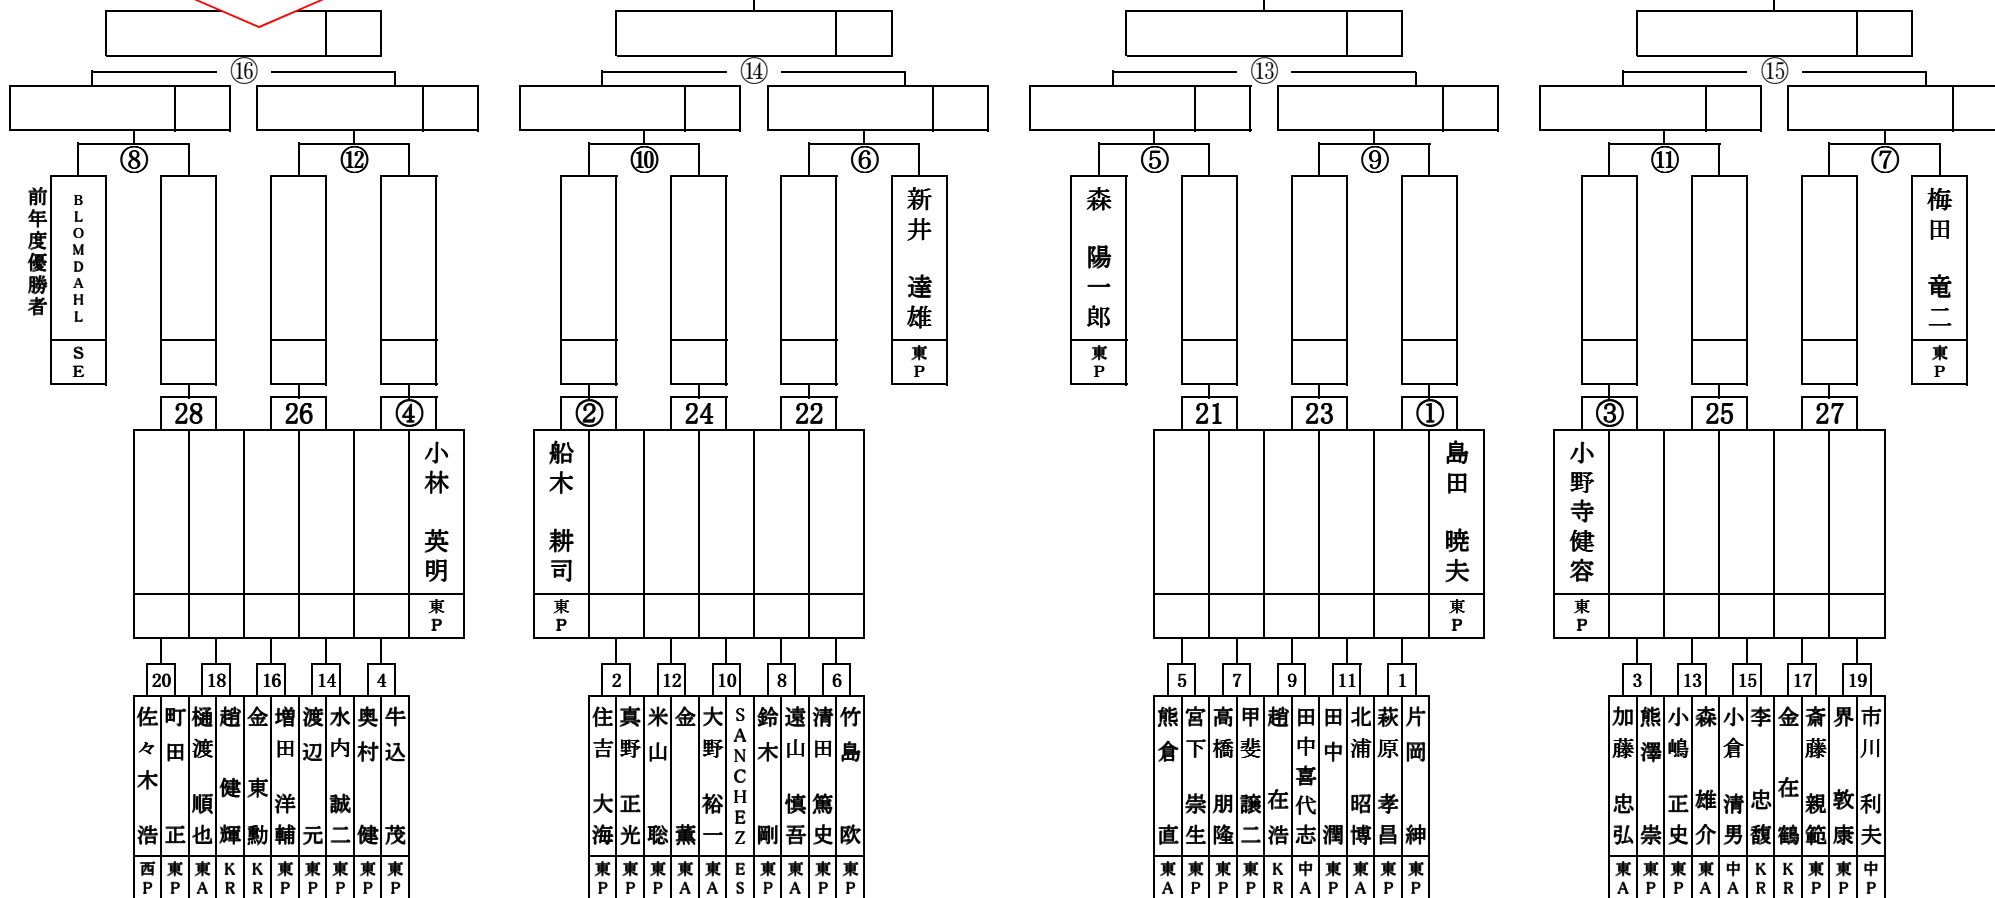 ⑯ ⑭ ⑬ ⑮
⑧ ⑫ ⑩ ⑥ ⑤ ⑨ ⑪ ⑦
前年度優勝者
BLOMDAHL SE
新井 達雄 東P
森 陽一郎 東P
梅田 竜二 東P
28 26 ④ ② 24 22 21 23 ① ③ 25 27
小林 英明 東P
船木 耕司 東P
島田 暁夫 東P
小野寺健容 東P
20 18 16 14 4 2 12 10 8 6 5 7 9 11 1 3 13 15 17 19
佐々木 浩 西P
町田 正 東P
樋渡 順也 東A
趙 健輝 KR
金 東勳 KR
増田 洋輔 東P
渡辺 元 東P
水内 誠二 東P
奥村 健 東P
牛込 茂 東P
住吉 大海 東P
真野 正光 東P
米山 聡 東P
金 薫 東A
大野 裕一 東A
SANCHEZ ES
鈴木 剛 東P
遠山 慎吾 東A
清田 篤史 東P
竹島 欧 東P
熊倉 直 東A
宮下 崇生 東P
高橋 朋隆 東P
甲斐 譲二 東P
趙 在浩 KR
田中喜代志 中A
田中 潤 東P
北浦 昭博 東A
萩原 孝昌 東P
片岡 紳 東P
加藤 忠弘 東A
熊澤 崇 東P
小嶋 正史 東P
森 雄介 東A
小倉 清男 中A
李 忠馥 KR
金 在鶴 KR
斎藤 親範 東P
界 敦康 東P
市川 利夫 中P